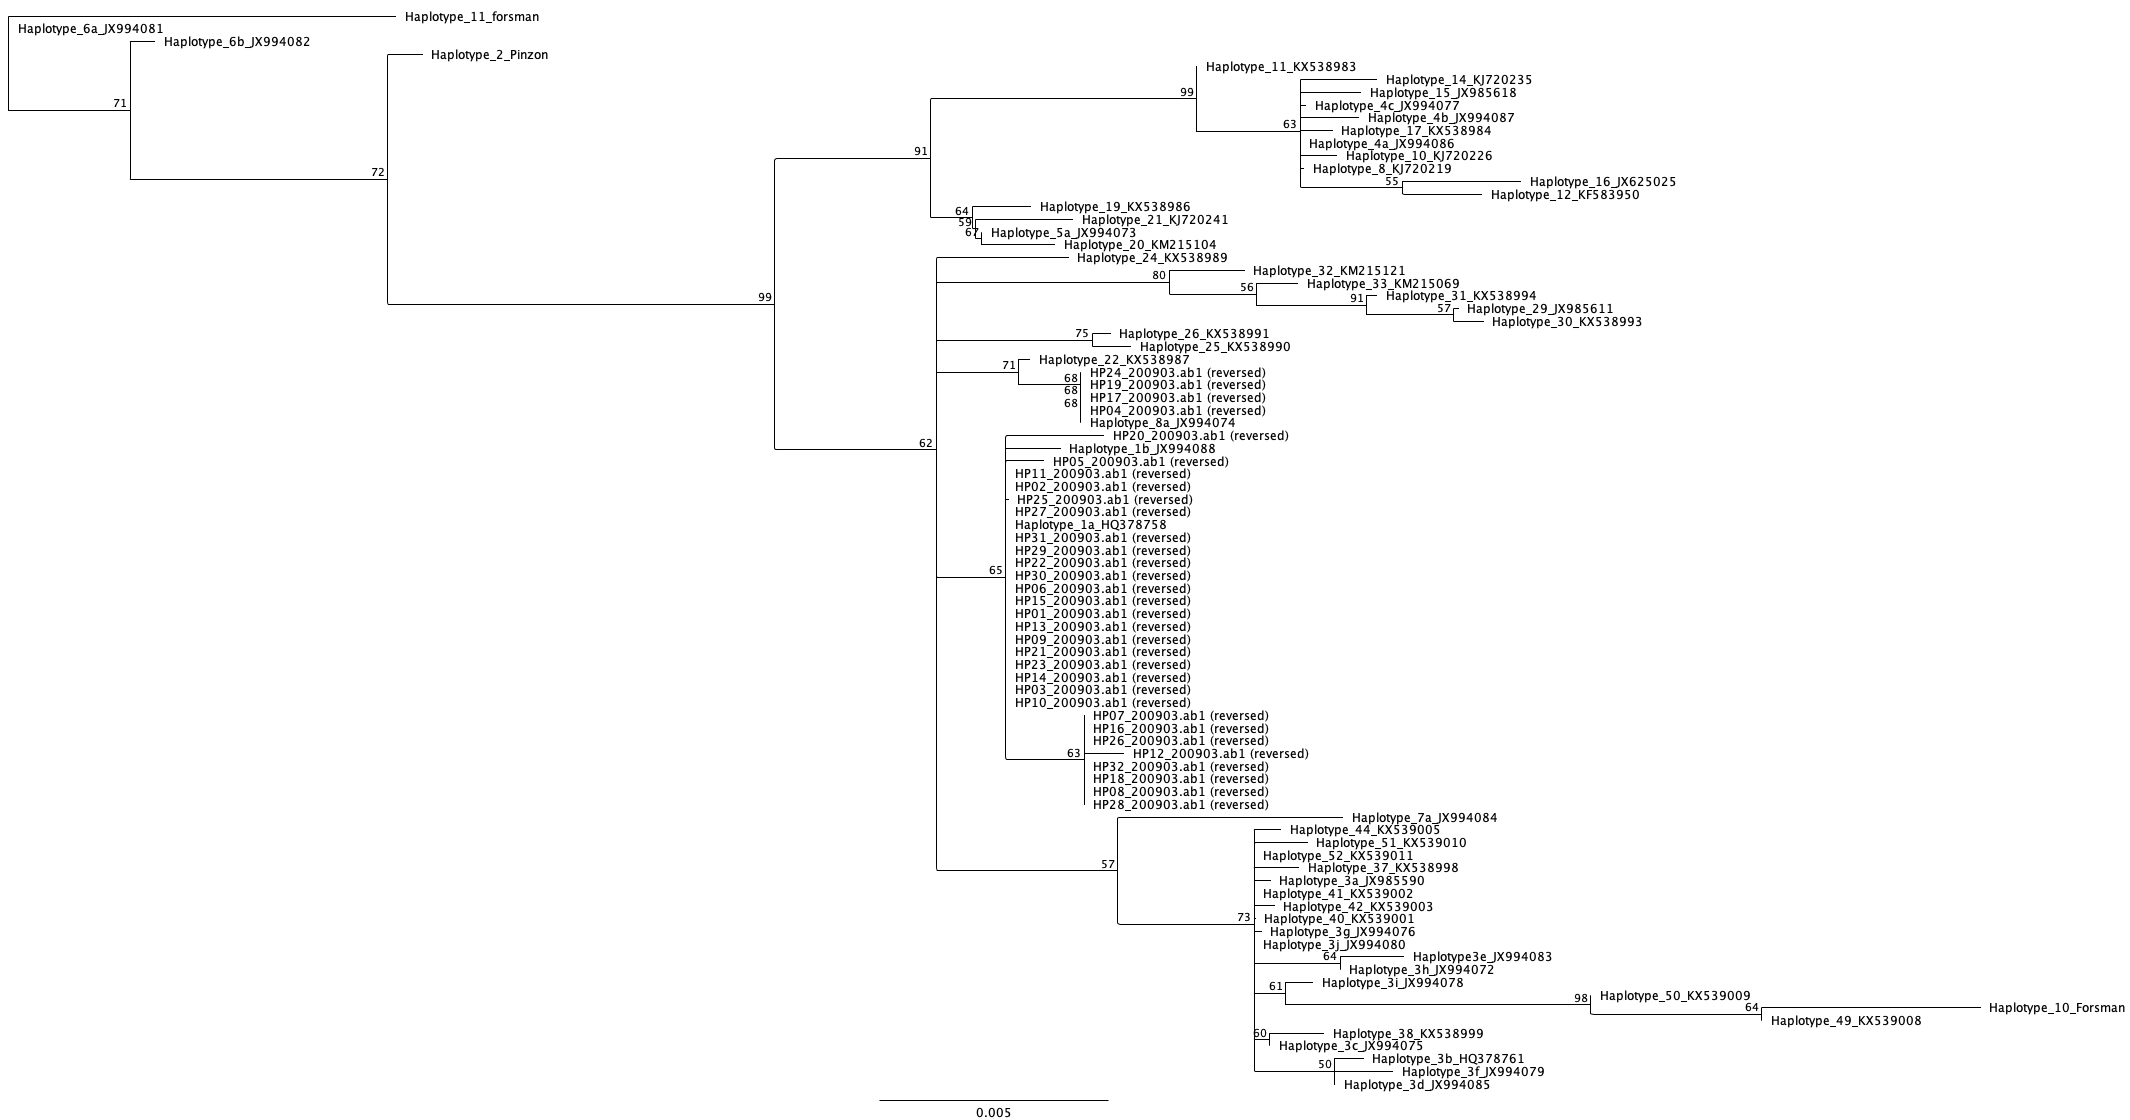 Haplotype_11_forsman
Haplotype_6a_JX994081
Haplotype_6b_JX994082
Haplotype_2_Pinzon
Haplotype_11_KX538983
Haplotype_14_KJ720235
99
Haplotype_15_JX985618
71
Haplotype_4c_JX994077
Haplotype_4b_JX994087
63
Haplotype_17_KX538984
Haplotype_4a_JX994086
91
Haplotype_10_KJ720226
Haplotype_8_KJ720219
72
55
Haplotype_16_JX625025
Haplotype_12_KF583950
64
Haplotype_19_KX538986
59
Haplotype_21_KJ720241
67
Haplotype_5a_JX994073
Haplotype_20_KM215104
Haplotype_24_KX538989
80
Haplotype_32_KM215121
56
Haplotype_33_KM215069
99
91
Haplotype_31_KX538994
57
Haplotype_29_JX985611
Haplotype_30_KX538993
75
Haplotype_26_KX538991
Haplotype_25_KX538990
71
Haplotype_22_KX538987
68
HP24_200903.ab1 (reversed)
68
HP19_200903.ab1 (reversed)
68
HP17_200903.ab1 (reversed)
HP04_200903.ab1 (reversed)
Haplotype_8a_JX994074
62
HP20_200903.ab1 (reversed)
Haplotype_1b_JX994088
HP05_200903.ab1 (reversed)
HP11_200903.ab1 (reversed)
HP02_200903.ab1 (reversed)
HP25_200903.ab1 (reversed)
HP27_200903.ab1 (reversed)
Haplotype_1a_HQ378758
HP31_200903.ab1 (reversed)
HP29_200903.ab1 (reversed)
HP22_200903.ab1 (reversed)
65
HP30_200903.ab1 (reversed)
HP06_200903.ab1 (reversed)
HP15_200903.ab1 (reversed)
HP01_200903.ab1 (reversed)
HP13_200903.ab1 (reversed)
HP09_200903.ab1 (reversed)
HP21_200903.ab1 (reversed)
HP23_200903.ab1 (reversed)
HP14_200903.ab1 (reversed)
HP03_200903.ab1 (reversed)
HP10_200903.ab1 (reversed)
HP07_200903.ab1 (reversed)
HP16_200903.ab1 (reversed)
HP26_200903.ab1 (reversed)
63
HP12_200903.ab1 (reversed)
HP32_200903.ab1 (reversed)
HP18_200903.ab1 (reversed)
HP08_200903.ab1 (reversed)
HP28_200903.ab1 (reversed)
Haplotype_7a_JX994084
Haplotype_44_KX539005
Haplotype_51_KX539010
Haplotype_52_KX539011
57
Haplotype_37_KX538998
Haplotype_3a_JX985590
Haplotype_41_KX539002
Haplotype_42_KX539003
73
Haplotype_40_KX539001
Haplotype_3g_JX994076
Haplotype_3j_JX994080
64
Haplotype3e_JX994083
Haplotype_3h_JX994072
61
Haplotype_3i_JX994078
98
Haplotype_50_KX539009
64
Haplotype_10_Forsman
Haplotype_49_KX539008
60
Haplotype_38_KX538999
Haplotype_3c_JX994075
50
Haplotype_3b_HQ378761
Haplotype_3f_JX994079
Haplotype_3d_JX994085
0.005